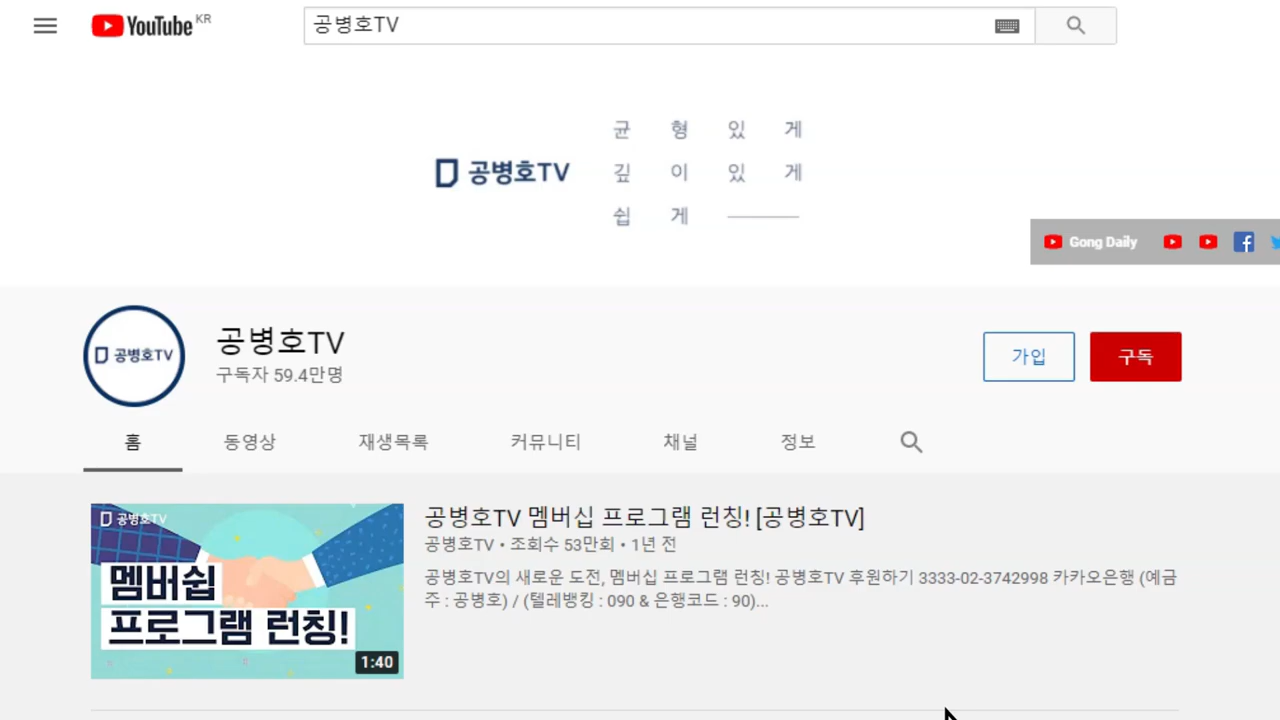 YouTube KR
공병호TV
균 형 있 게
공병호TV
깊 이 있 게
쉽 게
Gong Daily
공병호TV
공병호TV
구독자 59.4만명
가입
구독
홈
동영상
재생목록
커뮤니티
채널
정보
공병호TV
멤버쉽
프로그램 런칭!
1:40
공병호TV 멤버십 프로그램 런칭! [공병호TV]
공병호TV • 조회수 53만회 • 1년 전
공병호TV의 새로운 도전, 멤버십 프로그램 런칭! 공병호TV 후원하기 3333-02-3742998 카카오은행 (예금
주 : 공병호) / (텔레뱅킹 : 090 & 은행코드 : 90)...